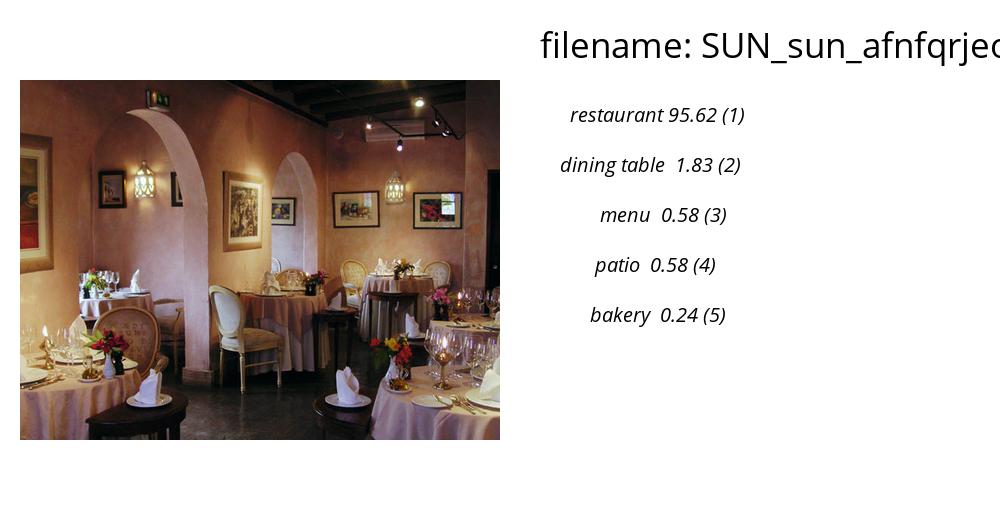 filename: SUN_sun_afnfqrjec
restaurant 95.62 (1)
dining table 1.83 (2)
menu 0.58 (3)
patio 0.58 (4)
bakery 0.24 (5)